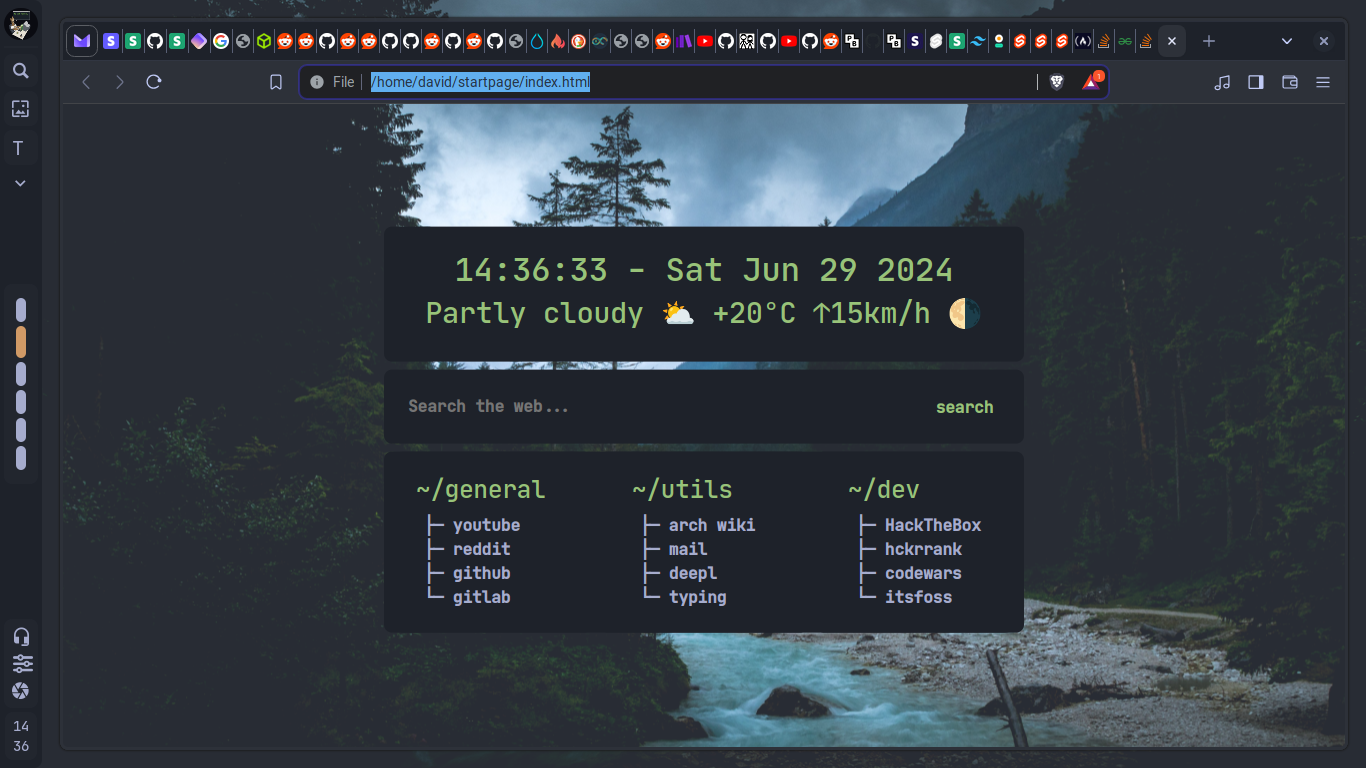 File
/home/david/startpage/index.html
1
T
14:36:33 - Sat Jun 29 2024
Partly cloudy ⛅ +20°C ↑15km/h 🌗
Search the web...
search
~/general
├─ youtube
├─ reddit
├─ github
└─ gitlab
~/utils
├─ arch wiki
├─ mail
├─ deepl
└─ typing
~/dev
├─ HackTheBox
├─ hckrrank
├─ codewars
└─ itsfoss
14
36